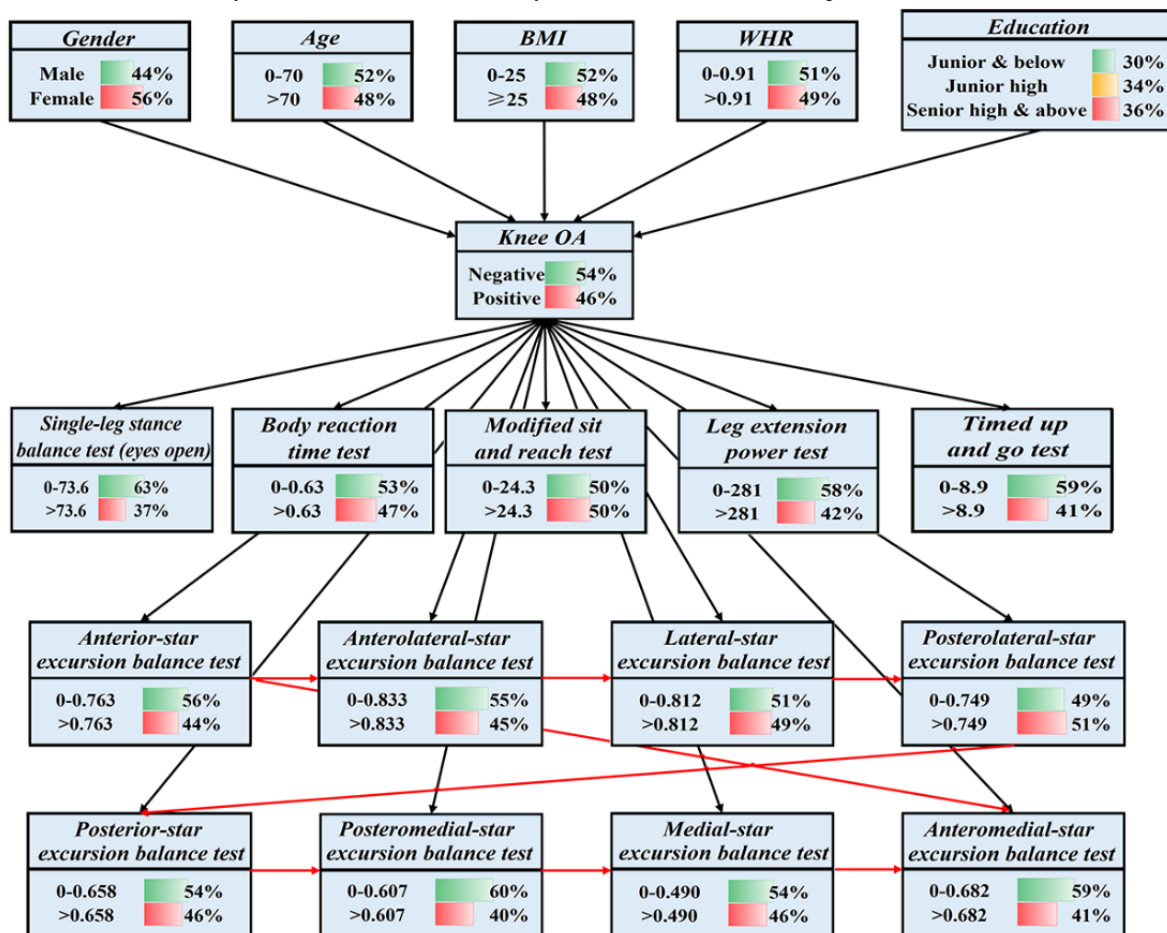 Gender
Male 44%
Female 56%
Age
0-70 52%
>70 48%
BMI
0-25 52%
≥25 48%
WHR
0-0.91 51%
>0.91 49%
Education
Junior & below 30%
Junior high 34%
Senior high & above 36%
Knee OA
Negative 54%
Positive 46%
Single-leg stance
balance test (eyes open)
0-73.6 63%
>73.6 37%
Body reaction
time test
0-0.63 53%
>0.63 47%
Modified sit
and reach test
0-24.3 50%
>24.3 50%
Leg extension
power test
0-281 58%
>281 42%
Timed up
and go test
0-8.9 59%
>8.9 41%
Anterior-star
excursion balance test
0-0.763 56%
>0.763 44%
Anterolateral-star
excursion balance test
0-0.833 55%
>0.833 45%
Lateral-star
excursion balance test
0-0.812 51%
>0.812 49%
Posterolateral-star
excursion balance test
0-0.749 49%
>0.749 51%
Posterior-star
excursion balance test
0-0.658 54%
>0.658 46%
Posteromedial-star
excursion balance test
0-0.607 60%
>0.607 40%
Medial-star
excursion balance test
0-0.490 54%
>0.490 46%
Anteromedial-star
excursion balance test
0-0.682 59%
>0.682 41%